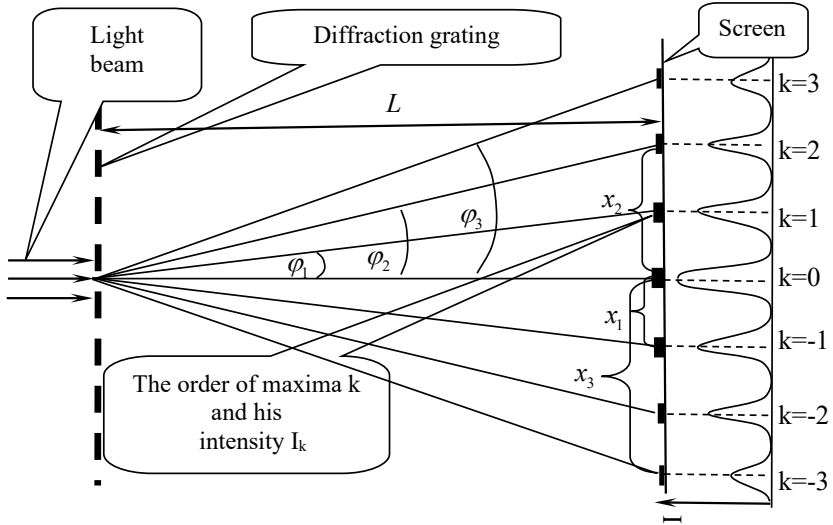 Light
beam
Diffraction grating
Screen
L
k=3
k=2
k=1
k=0
k=-1
k=-2
k=-3
x₂
φ₃
φ₂
φ₁
x₁
x₃
The order of maxima k
and his
intensity Iₖ
I